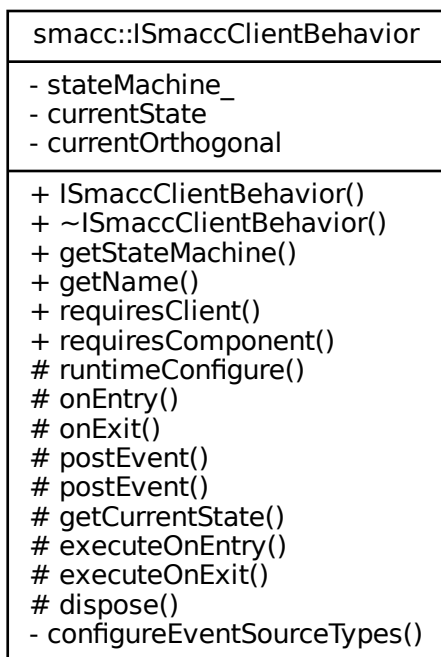 smacc::ISmaccClientBehavior
- stateMachine_
- currentState
- currentOrthogonal
+ ISmaccClientBehavior()
+ ~ISmaccClientBehavior()
+ getStateMachine()
+ getName()
+ requiresClient()
+ requiresComponent()
# runtimeConfigure()
# onEntry()
# onExit()
# postEvent()
# postEvent()
# getCurrentState()
# executeOnEntry()
# executeOnExit()
# dispose()
- configureEventSourceTypes()